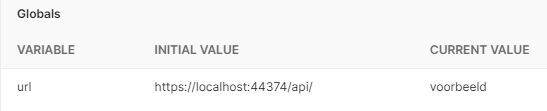 Globals
VARIABLE INITIAL VALUE CURRENT VALUE
url https://localhost:44374/api/ voorbeeld